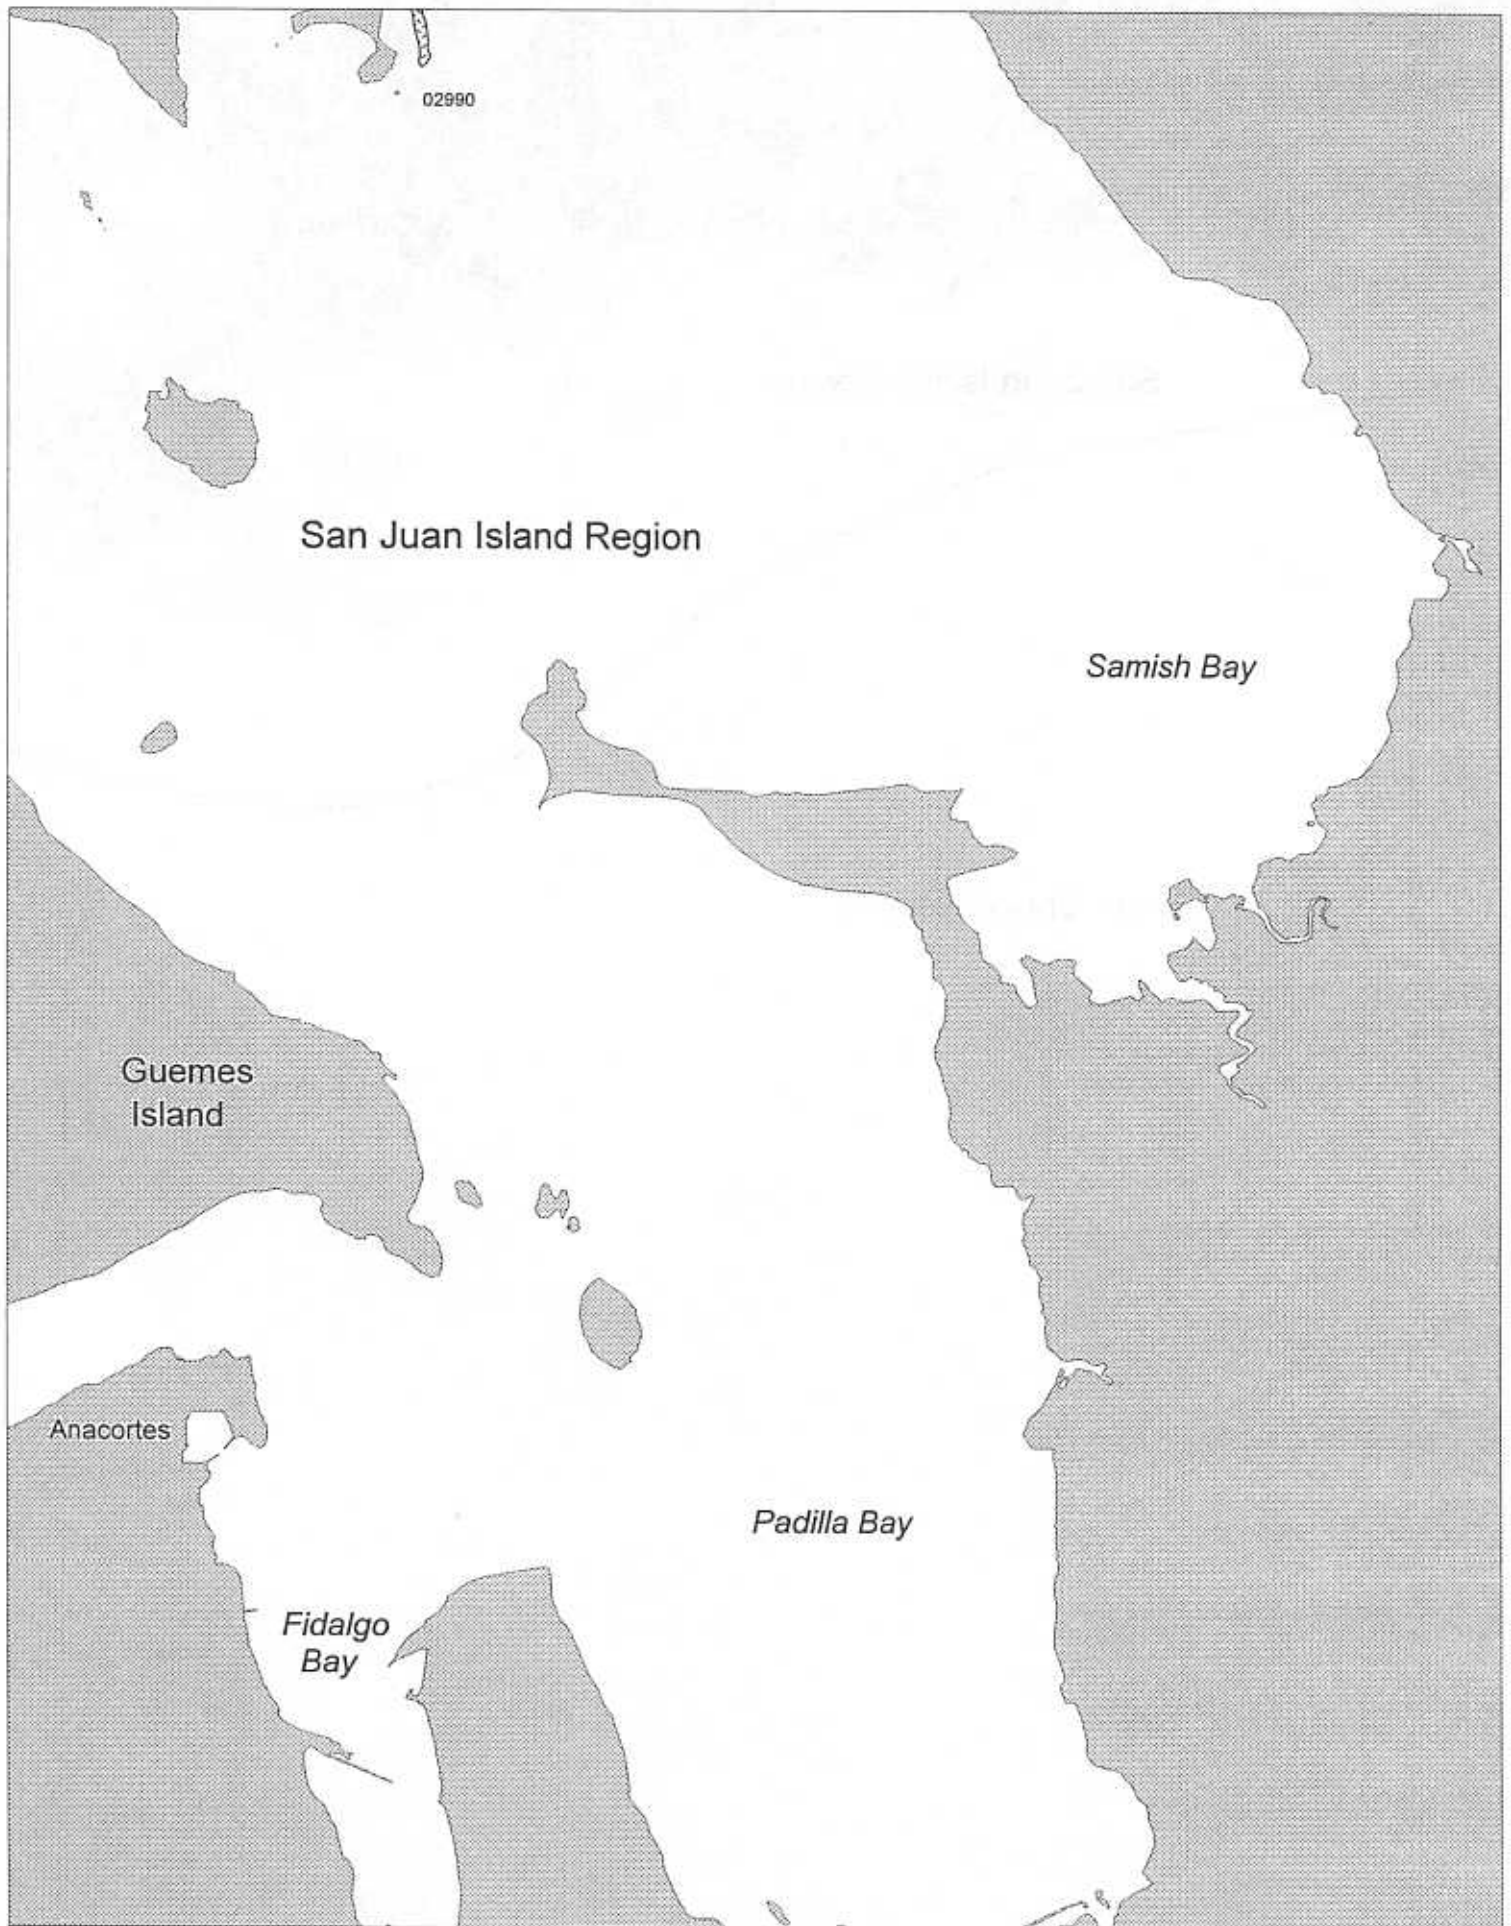 02990
San Juan Island Region
Samish Bay
Guemes
Island
Anacortes
Padilla Bay
Fidalgo
Bay